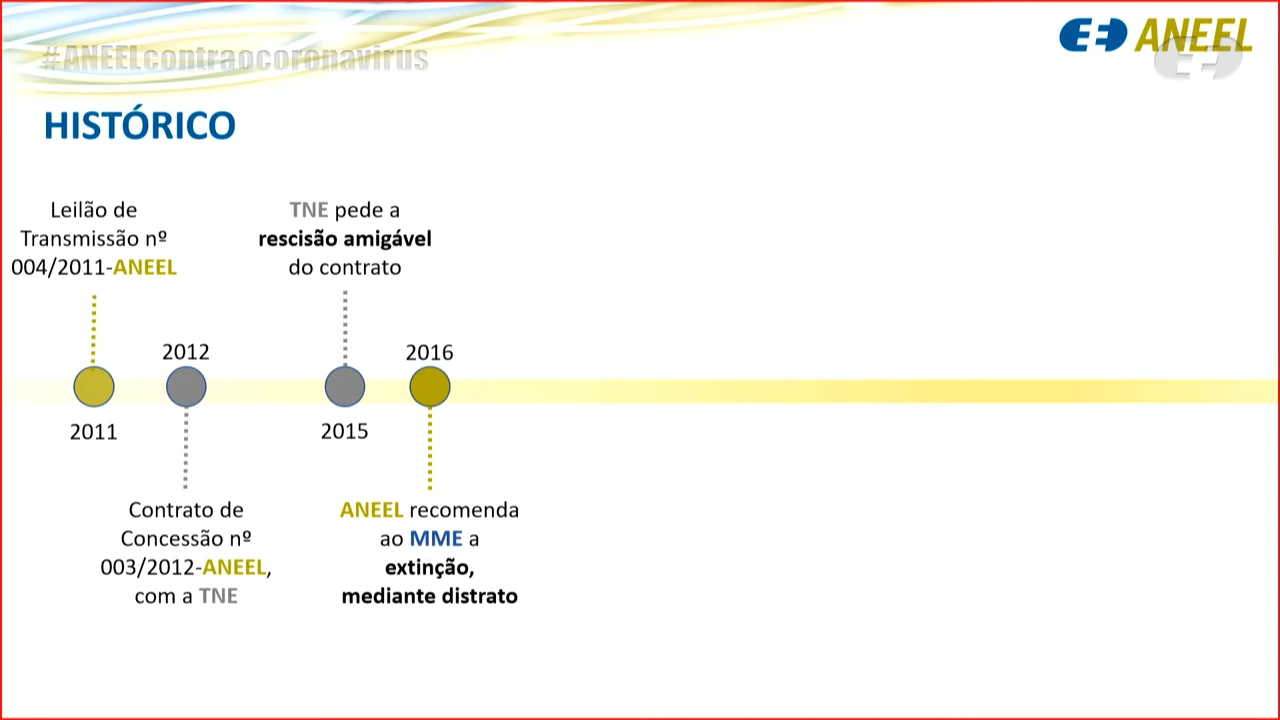 #ANEELcontraocoronavirus
ANEEL
HISTÓRICO
Leilão de
Transmissão nº
004/2011-ANEEL
TNE pede a
rescisão amigável
do contrato
2012
2016
2011
2015
Contrato de
Concessão nº
003/2012-ANEEL,
com a TNE
ANEEL recomenda
ao MME a
extinção,
mediante distrato